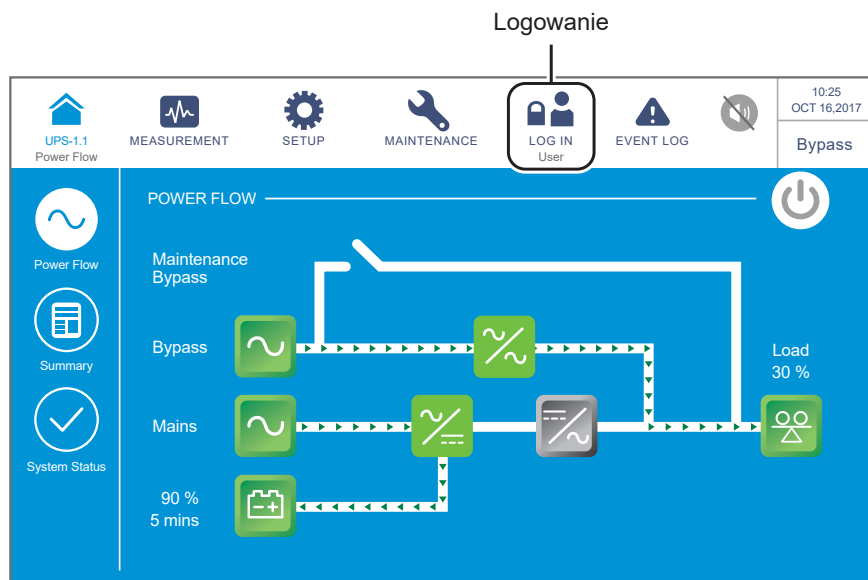 Logowanie
UPS-1.1
Power Flow
MEASUREMENT
SETUP
MAINTENANCE
LOG IN
User
EVENT LOG
10:25
OCT 16,2017
Bypass
Power Flow
Summary
System Status
POWER FLOW
Maintenance
Bypass
Bypass
Mains
90 %
5 mins
Load
30 %